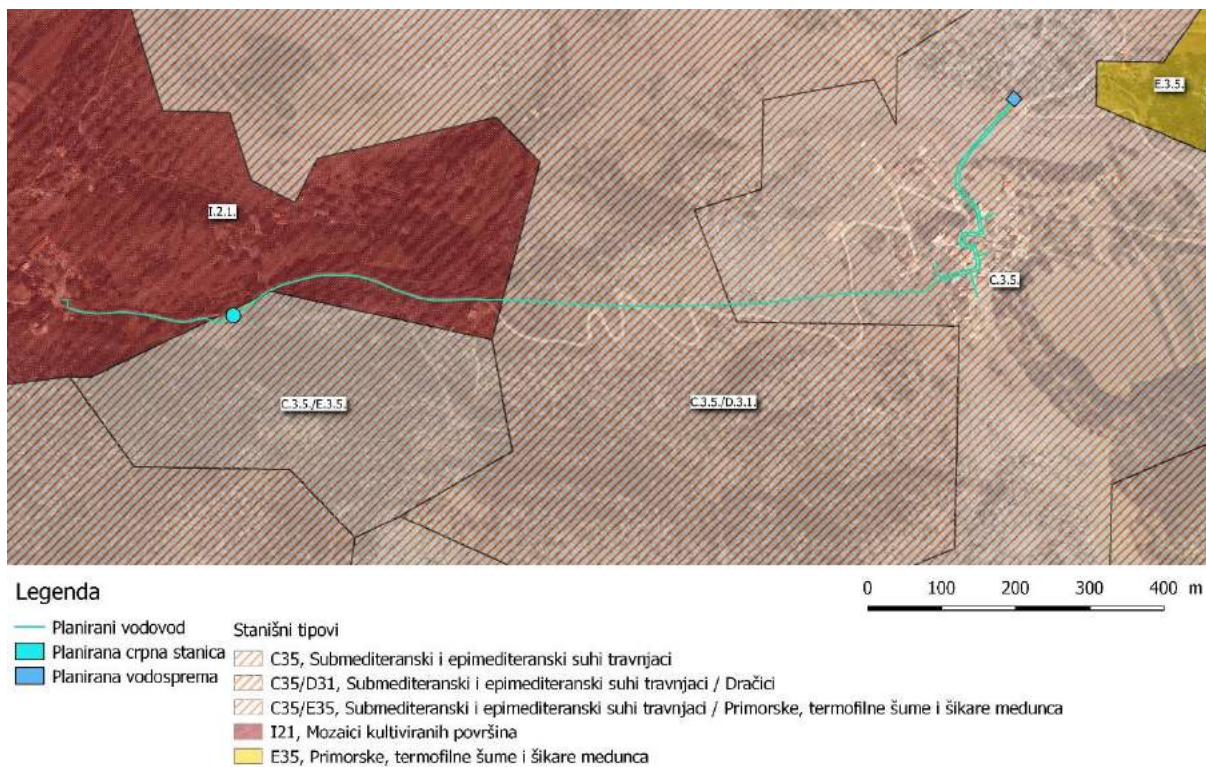 E.3.5.
I.2.1.
C.3.5.
C.3.5./E.3.5.
C.3.5./D.3.1.
Legenda
0 100 200 300 400 m
Planirani vodovod
Planirana crpna stanica
Planirana vodosprema
Stanišni tipovi
C35, Submediteranski i epimediteranski suhi travnjaci
C35/D31, Submediteranski i epimediteranski suhi travnjaci / Dračici
C35/E35, Submediteranski i epimediteranski suhi travnjaci / Primorske, termofilne šume i šikare medunca
I21, Mozaici kultiviranih površina
E35, Primorske, termofilne šume i šikare medunca